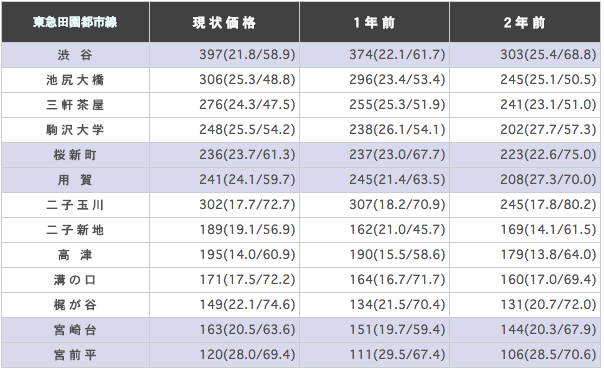 東急田園都市線 現状価格 1年前 2年前
渋谷 397(21.8/58.9) 374(22.1/61.7) 303(25.4/68.8)
池尻大橋 306(25.3/48.8) 296(23.4/53.4) 245(25.1/50.5)
三軒茶屋 276(24.3/47.5) 255(25.3/51.9) 241(23.1/51.0)
駒沢大学 248(25.5/54.2) 238(26.1/54.1) 202(27.7/57.3)
桜新町 236(23.7/61.3) 237(23.0/67.7) 223(22.6/75.0)
用賀 241(24.1/59.7) 245(21.4/63.5) 208(27.3/70.0)
二子玉川 302(17.7/72.7) 307(18.2/70.9) 245(17.8/80.2)
二子新地 189(19.1/56.9) 162(21.0/45.7) 169(14.1/61.5)
高津 195(14.0/60.9) 190(15.5/58.6) 179(13.8/64.0)
溝の口 171(17.5/72.2) 164(16.7/71.7) 160(17.0/69.4)
梶が谷 149(22.1/74.6) 134(21.5/70.4) 131(20.7/72.0)
宮崎台 163(20.5/63.6) 151(19.7/59.4) 144(20.3/67.9)
宮前平 120(28.0/69.4) 111(29.5/67.4) 106(28.5/70.6)